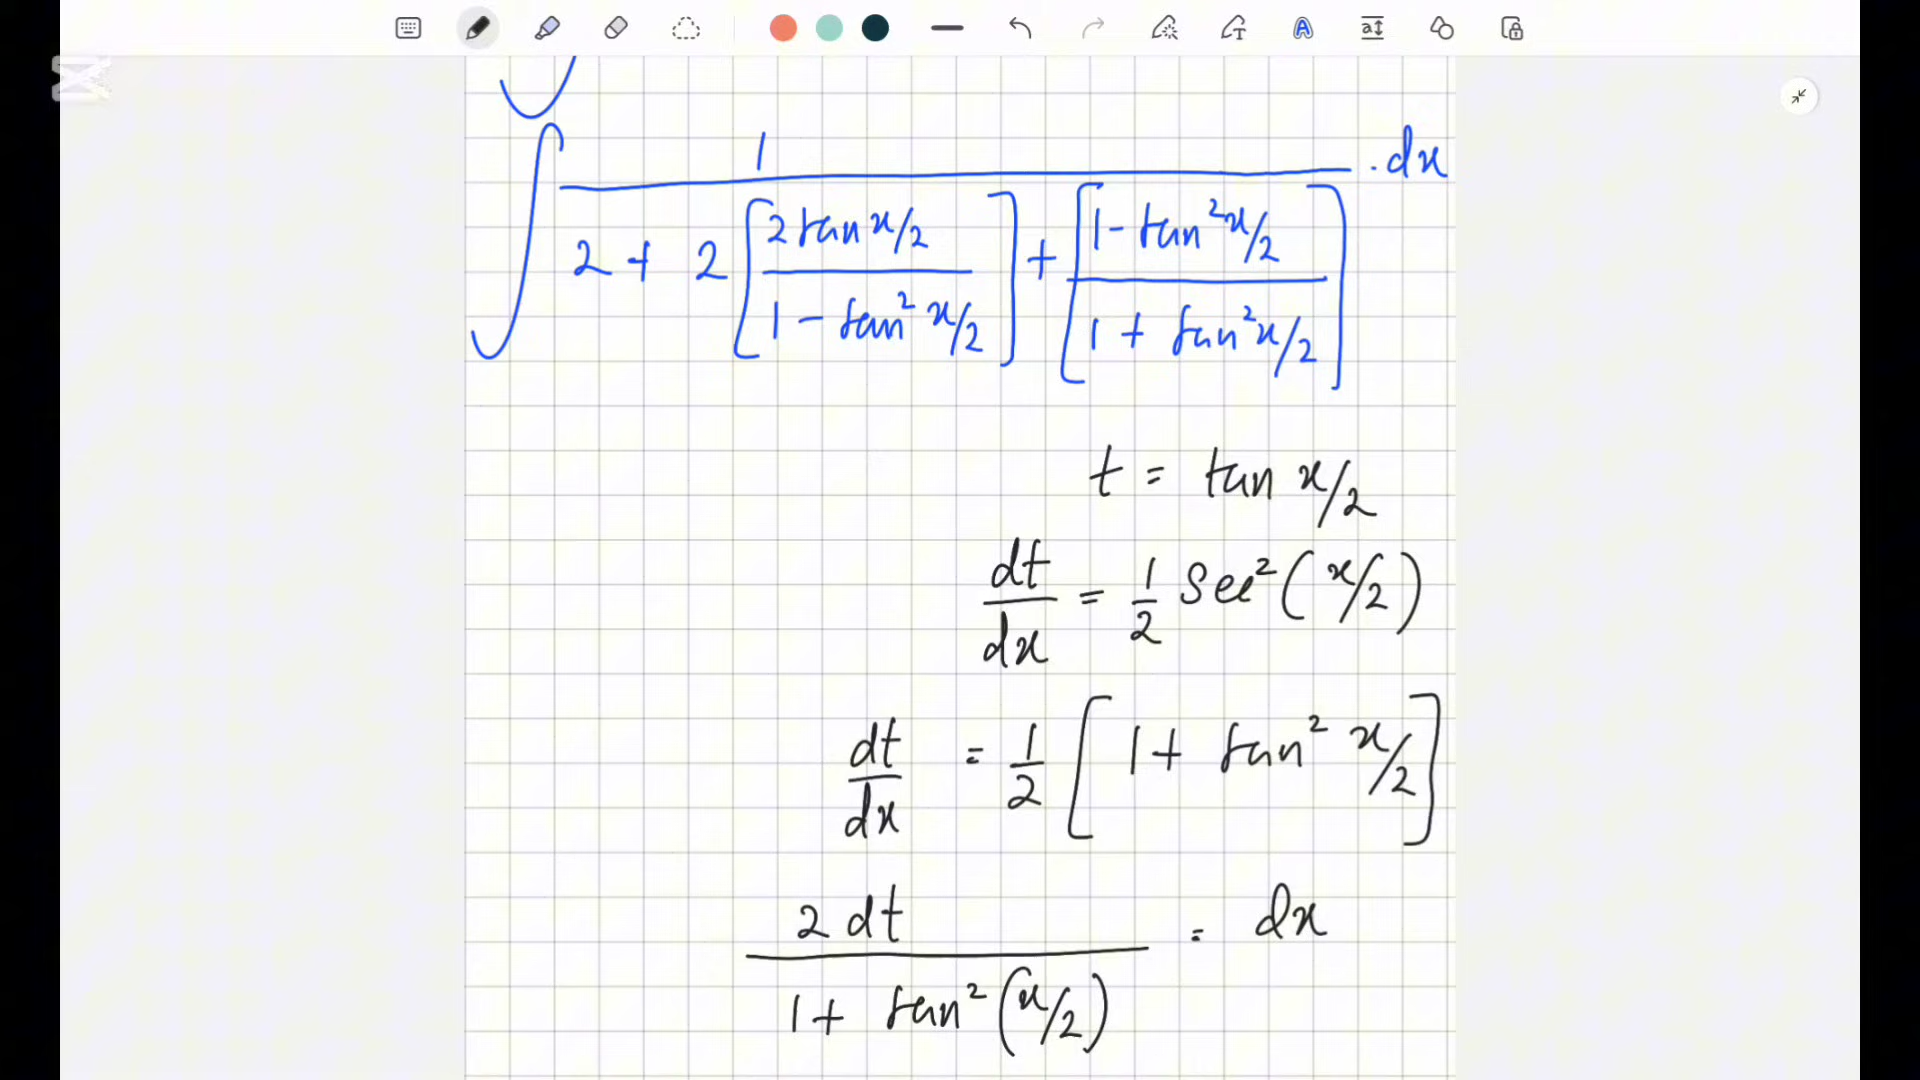 ∫ 1 / (2 + 2[2 tan x/2 / 1 - tan² x/2] + [1 - tan² x/2 / 1 + tan² x/2]) . dx
t = tan x/2
dt/dx = 1/2 Sec² (x/2)
dt/dx = 1/2 [1 + tan² x/2]
2 dt / 1 + tan² (x/2) = dx